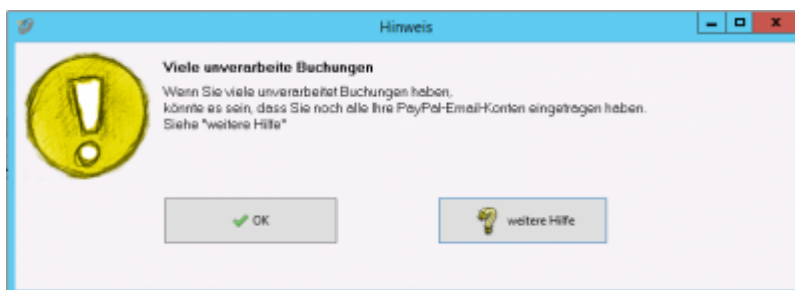 Hinweis
Viele unverarbeite Buchungen
Wenn Sie viele unverarbeitet Buchungen haben,
könnte es sein, dass Sie noch alle Ihre PayPal-Email-Konten eingetragen haben.
Siehe "weitere Hilfe"
OK
weitere Hilfe